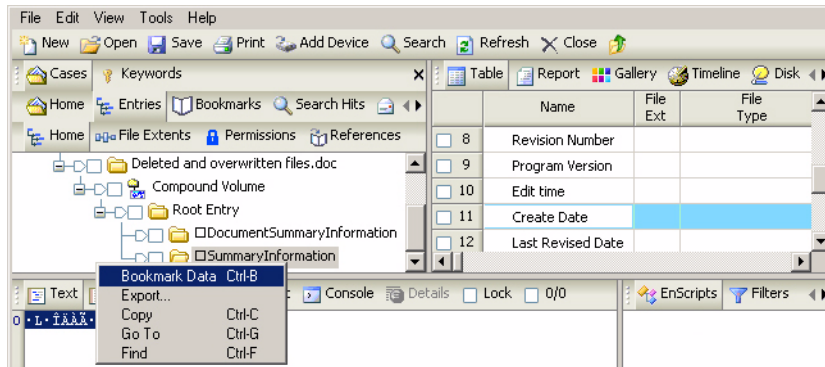 File Edit View Tools Help
New Open Save Print Add Device Search Refresh Close
Cases Keywords
Table Report Gallery Timeline Disk
Home Entries Bookmarks Search Hits
Name File Ext File Type
Home File Extents Permissions References
8 Revision Number
Deleted and overwritten files.doc
9 Program Version
Compound Volume
10 Edit time
Root Entry
11 Create Date
DocumentSummaryInformation
12 Last Revised Date
SummaryInformation
Bookmark Data Ctrl-B
Text Console Details Lock 0/0
EnScripts Filters
Export...
0 ·L·ÎÄÀÃ·
Copy Ctrl-C
Go To Ctrl-G
Find Ctrl-F